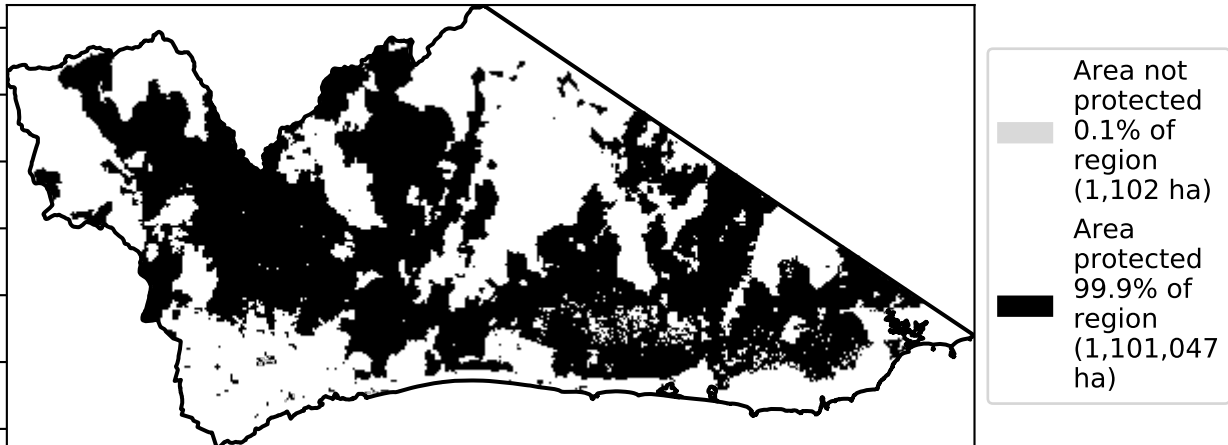 Area not
protected
0.1% of
region
(1,102 ha)
Area
protected
99.9% of
region
(1,101,047
ha)